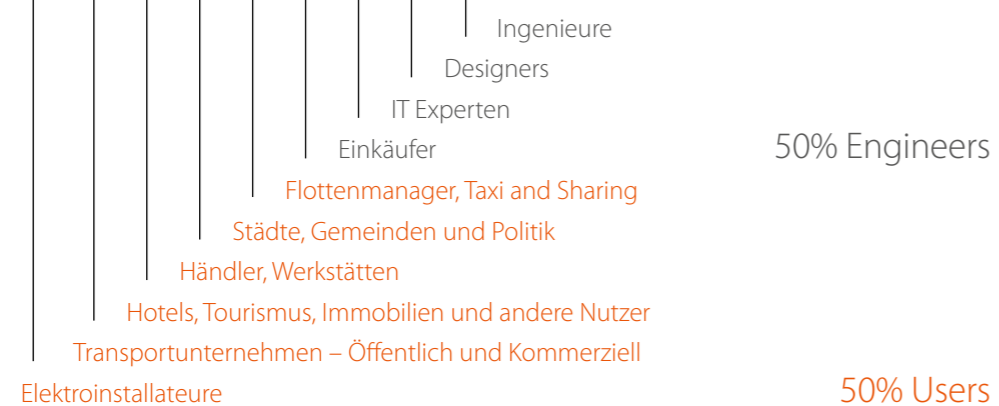 Ingenieure
Designers
IT Experten
Einkäufer
50% Engineers
Flottenmanager, Taxi and Sharing
Städte, Gemeinden und Politik
Händler, Werkstätten
Hotels, Tourismus, Immobilien und andere Nutzer
Transportunternehmen – Öffentlich und Kommerziell
Elektroinstallateure
50% Users